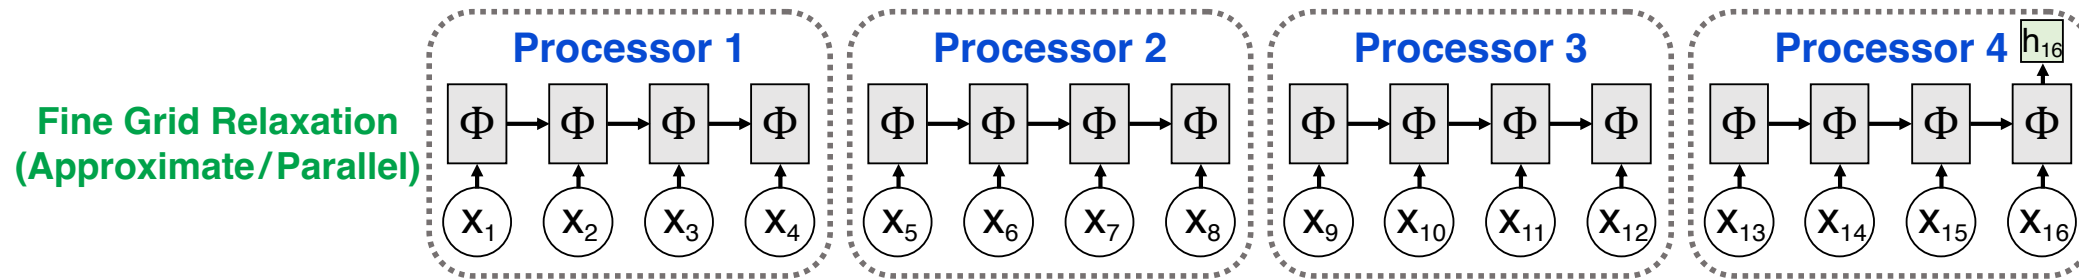 Processor 1 Processor 2 Processor 3 Processor 4 h₁₆
Φ Φ Φ Φ Φ Φ Φ Φ Φ Φ Φ Φ Φ Φ Φ Φ
Fine Grid Relaxation
(Approximate/Parallel)
X₁ X₂ X₃ X₄ X₅ X₆ X₇ X₈ X₉ X₁₀ X₁₁ X₁₂ X₁₃ X₁₄ X₁₅ X₁₆